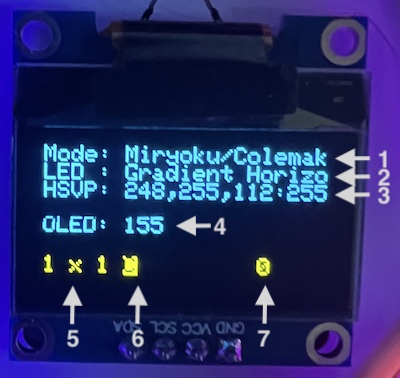 Mode: Miryoku/Colemak 1
LED : Gradient Horizo 2
HSVP: 248,255,112:255 3
OLED: 155 4
1 x 1
5 6 7
GND VCC SCL SDA